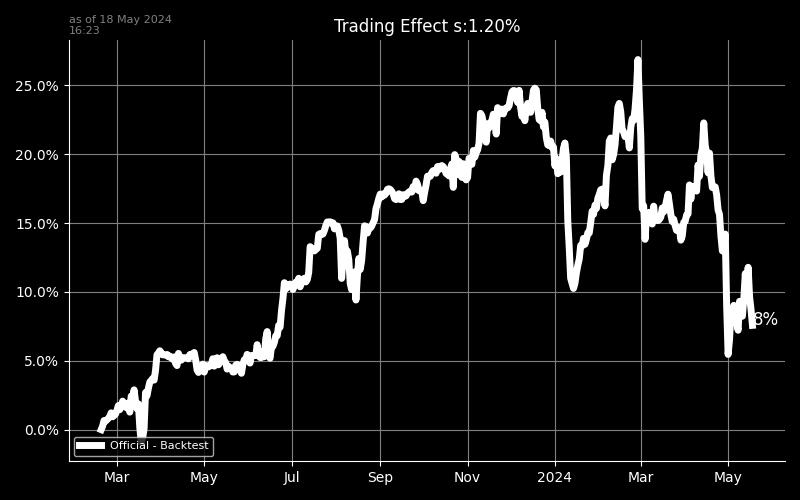 as of 18 May 2024
16:23
Trading Effect s:1.20%
25.0%
20.0%
15.0%
10.0%
5.0%
0.0%
8%
Official - Backtest
Mar
May
Jul
Sep
Nov
2024
Mar
May